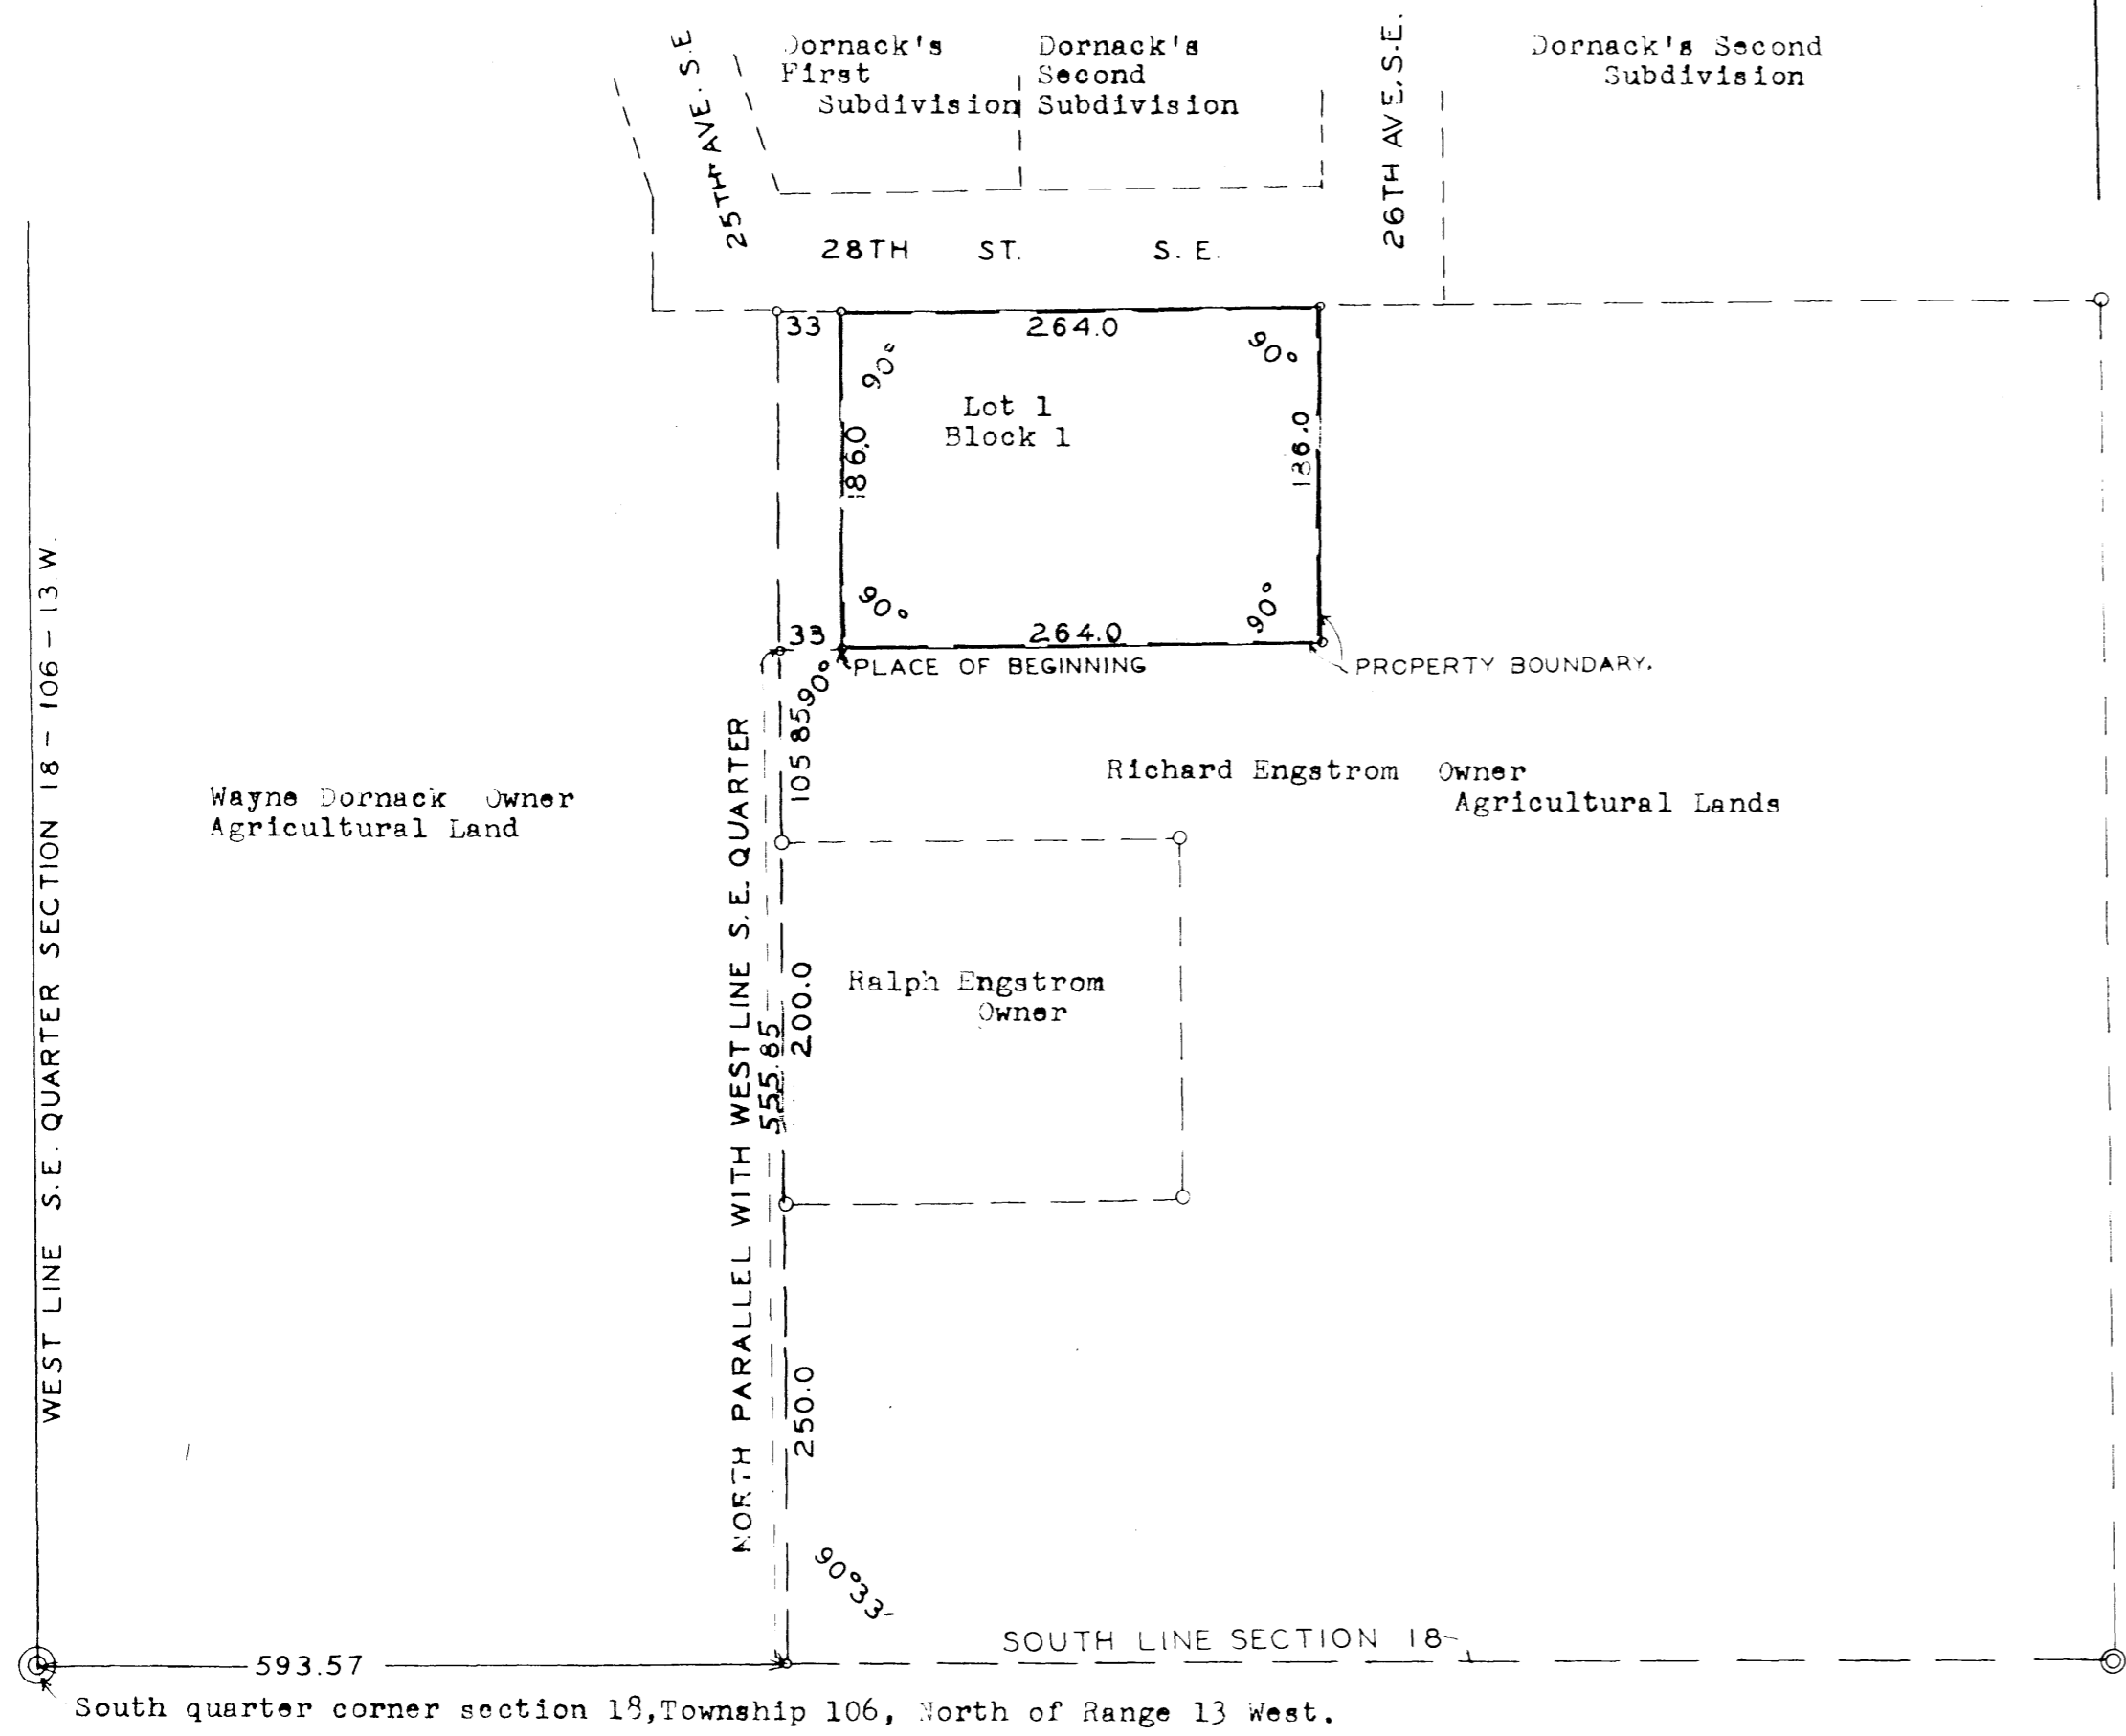 25TH AVE. S.E
Dornack's
First
Subdivision
Dornack's
Second
Subdivision
26TH AVE, S.E.
Dornack's Second
Subdivision
28TH ST. S.E.
33
264.0
90°
90°
Lot 1
Block 1
186.0
186.0
90°
90°
33
264.0
PLACE OF BEGINNING
PROPERTY BOUNDARY.
90°
105 85
WEST LINE S.E. QUARTER SECTION 18 - 106 - 13.W.
Wayne Dornack Owner
Agricultural Land
Richard Engstrom Owner
Agricultural Lands
NORTH PARALLEL WITH WEST LINE S.E. QUARTER
555.85
200.0
Ralph Engstrom
Owner
250.0
90°33'
SOUTH LINE SECTION 18
593.57
South quarter corner section 18,Township 106, North of Range 13 West.